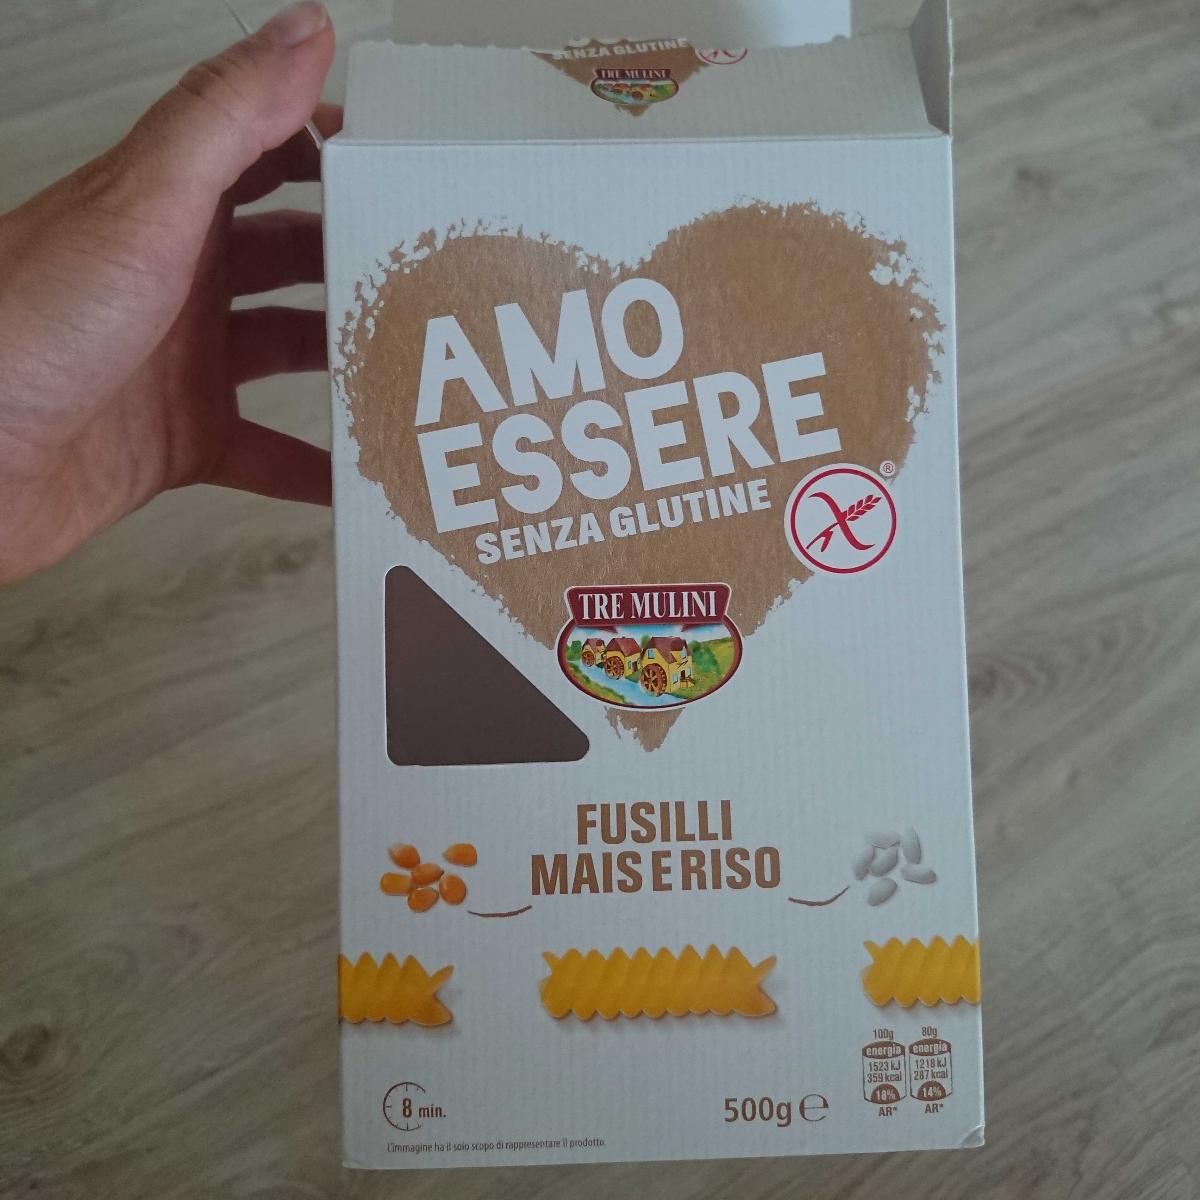 SENZA GLUTINE
TRE MULINI
AMO
ESSERE
SENZA GLUTINE
®
TRE MULINI
FUSILLI
MAIS E RISO
100g
energia
1523 kJ
359 kcal
18%
AR*
80g
energia
1218 kJ
287 kcal
14%
AR*
8 min.
500g ℮
L'immagine ha il solo scopo di rappresentare il prodotto.